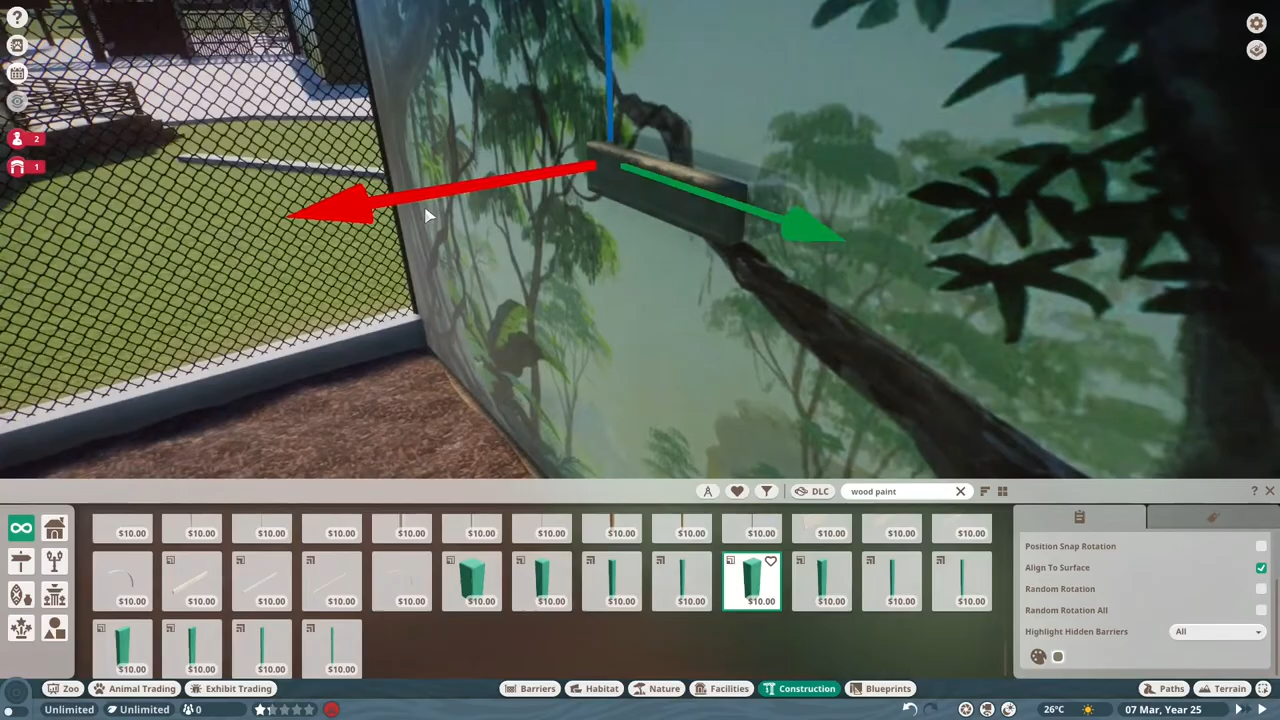 ?
2
1
DLC
wood paint
?
$10.00 $10.00 $10.00 $10.00 $10.00 $10.00 $10.00 $10.00 $10.00 $10.00 $10.00 $10.00 $10.00
$10.00 $10.00 $10.00 $10.00 $10.00 $10.00 $10.00 $10.00 $10.00 $10.00 $10.00 $10.00 $10.00
$10.00 $10.00 $10.00 $10.00
Position Snap Rotation
Align To Surface
Random Rotation
Random Rotation All
Highlight Hidden Barriers All
Zoo Animal Trading Exhibit Trading Barriers Habitat Nature Facilities Construction Blueprints Paths Terrain
Unlimited Unlimited 0 26°C 07 Mar, Year 25